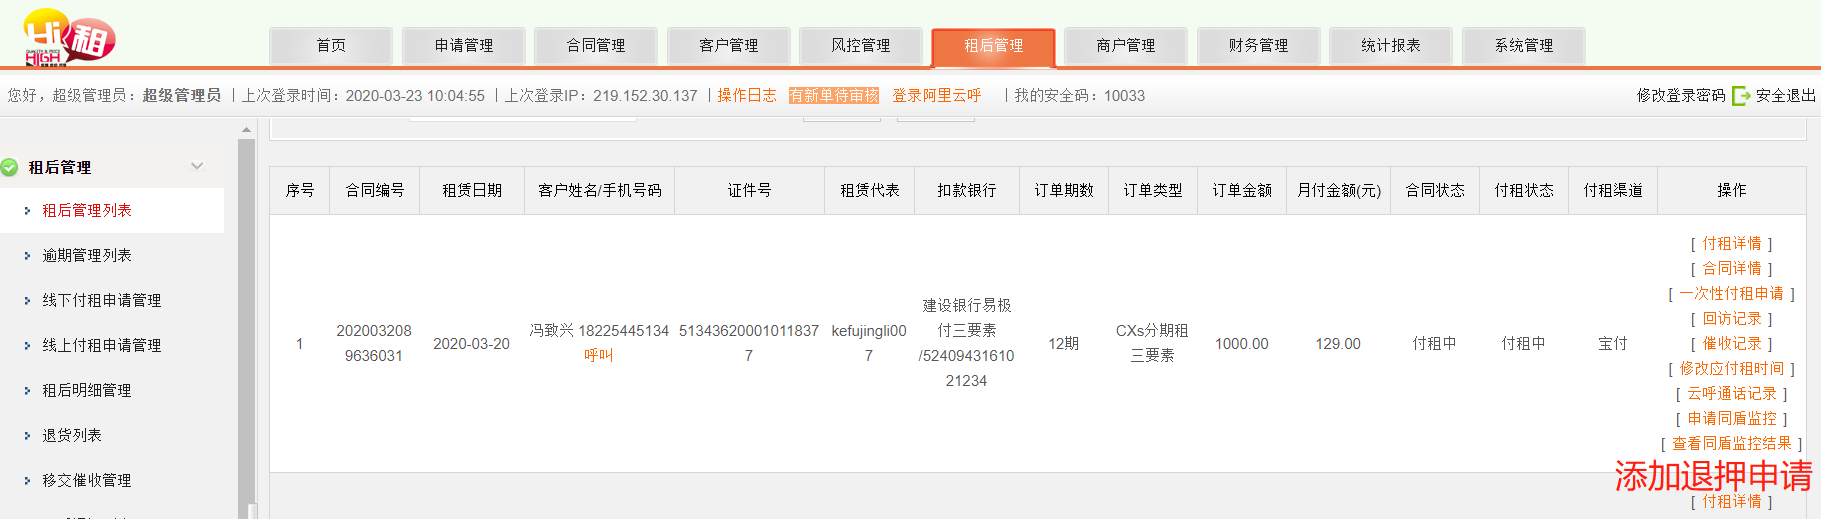 Hi租
HIGH
首页 申请管理 合同管理 客户管理 风控管理 租后管理 商户管理 财务管理 统计报表 系统管理
您好，超级管理员：超级管理员 | 上次登录时间：2020-03-23 10:04:55 | 上次登录IP：219.152.30.137 | 操作日志 有新单待审核 登录阿里云呼 | 我的安全码：10033 修改登录密码 安全退出
租后管理
租后管理列表
逾期管理列表
线下付租申请管理
线上付租申请管理
租后明细管理
退货列表
移交催收管理
序号 合同编号 租赁日期 客户姓名/手机号码 证件号 租赁代表 扣款银行 订单期数 订单类型 订单金额 月付金额(元) 合同状态 付租状态 付租渠道 操作
1
202003208
9636031
2020-03-20
冯致兴 18225445134
呼叫
51343620001011837
7
kefujingli00
7
建设银行易极
付三要素
/52409431610
21234
12期
CXs分期租
三要素
1000.00
129.00
付租中
付租中
宝付
[ 付租详情 ]
[ 合同详情 ]
[ 一次性付租申请 ]
[ 回访记录 ]
[ 催收记录 ]
[ 修改应付租时间 ]
[ 云呼通话记录 ]
[ 申请同盾监控 ]
[ 查看同盾监控结果 ]
添加退押申请
[ 付租详情 ]